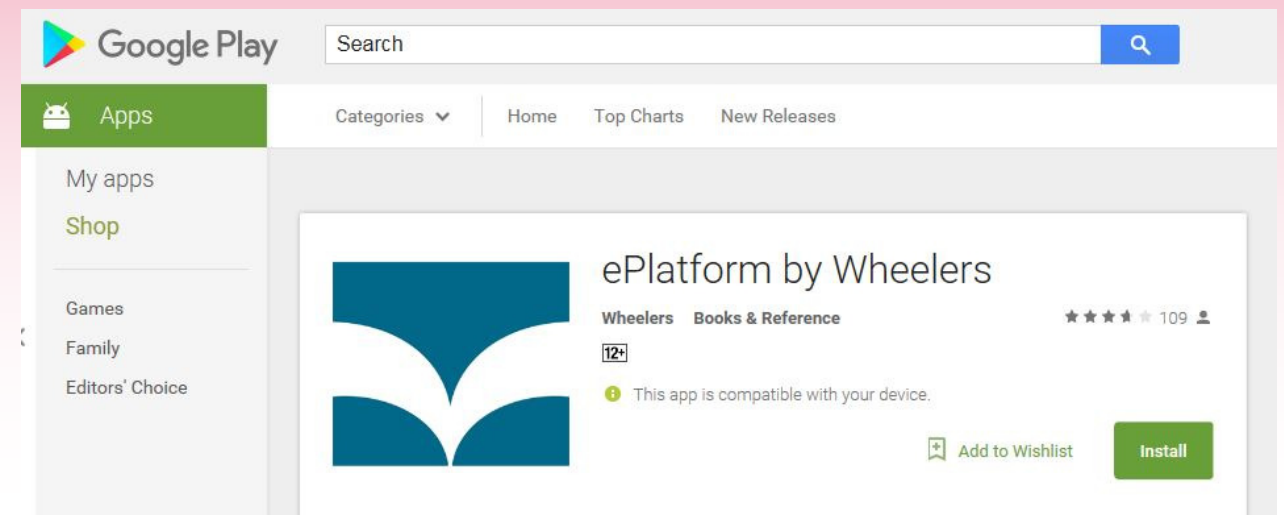 Google Play
Search
Apps
Categories Home Top Charts New Releases
My apps
Shop
Games
Family
Editors' Choice
ePlatform by Wheelers
Wheelers Books & Reference 109
12+
This app is compatible with your device.
Add to Wishlist Install